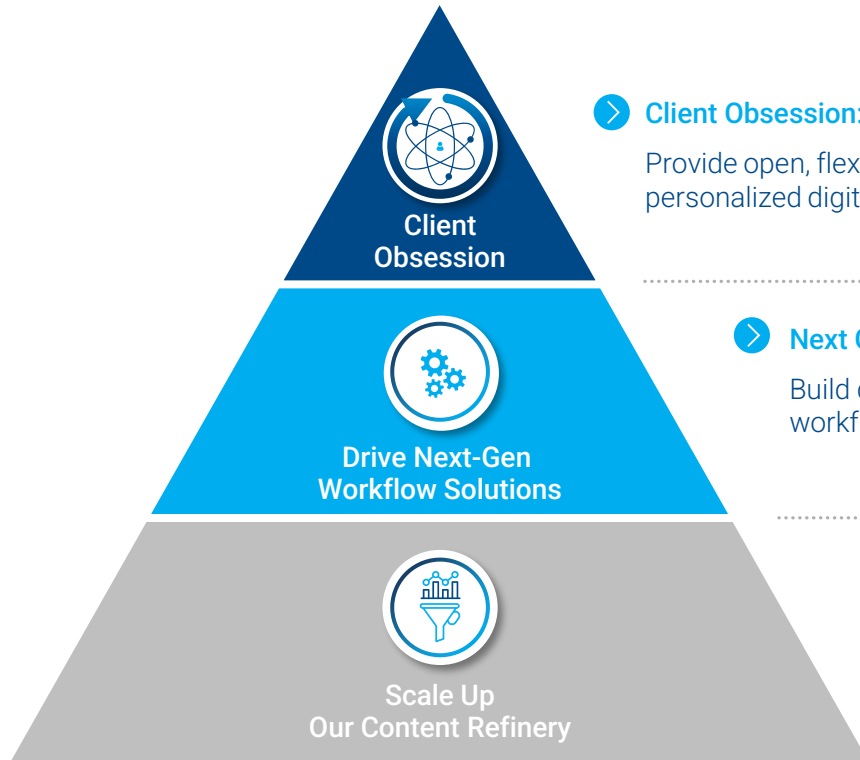 Client
Obsession
Client Obsession:
Provide open, flex
personalized digit
Drive Next-Gen
Workflow Solutions
Next
Build
workf
Scale Up
Our Content Refinery